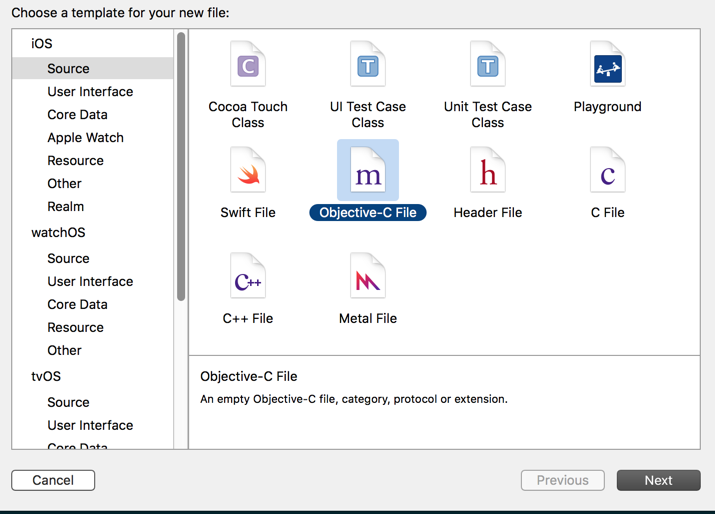 Choose a template for your new file:
iOS
Source
User Interface
Core Data
Apple Watch
Resource
Other
Realm
watchOS
Source
User Interface
Core Data
Resource
Other
tvOS
Source
User Interface
Core Data
C
T
T
Cocoa Touch
Class
UI Test Case
Class
Unit Test Case
Class
Playground
m
h
c
Swift File
Objective-C File
Header File
C File
C++
C++ File
Metal File
Objective-C File
An empty Objective-C file, category, protocol or extension.
Cancel
Previous
Next